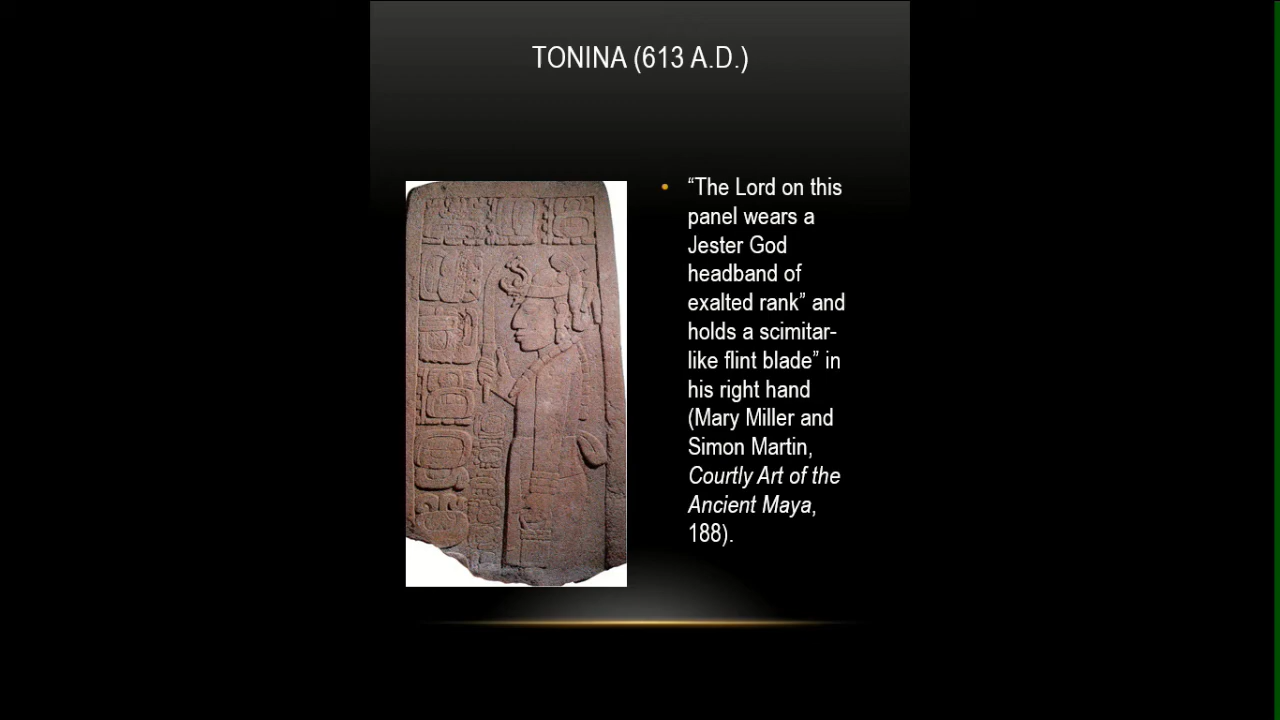 TONINA (613 A.D.)
• “The Lord on this
panel wears a
Jester God
headband of
exalted rank” and
holds a scimitar-
like flint blade” in
his right hand
(Mary Miller and
Simon Martin,
Courtly Art of the
Ancient Maya,
188).